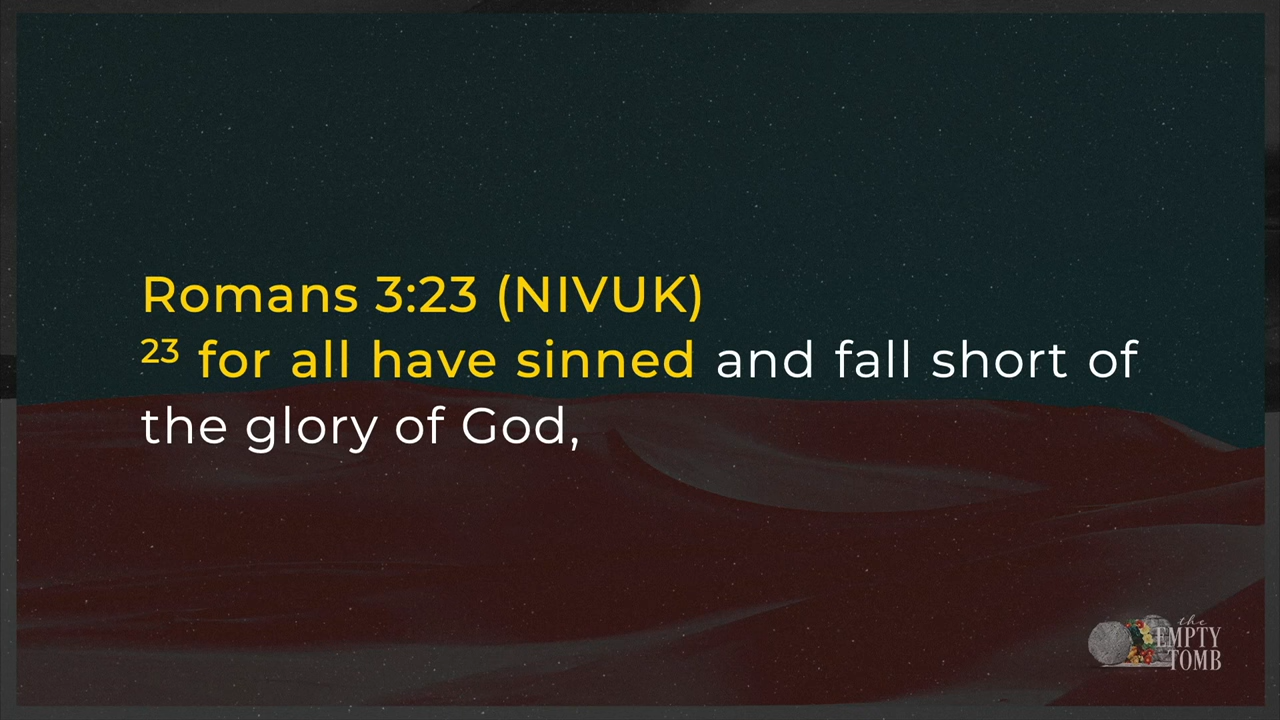 Romans 3:23 (NIVUK)
²³ for all have sinned and fall short of
the glory of God,
the
EMPTY
TOMB